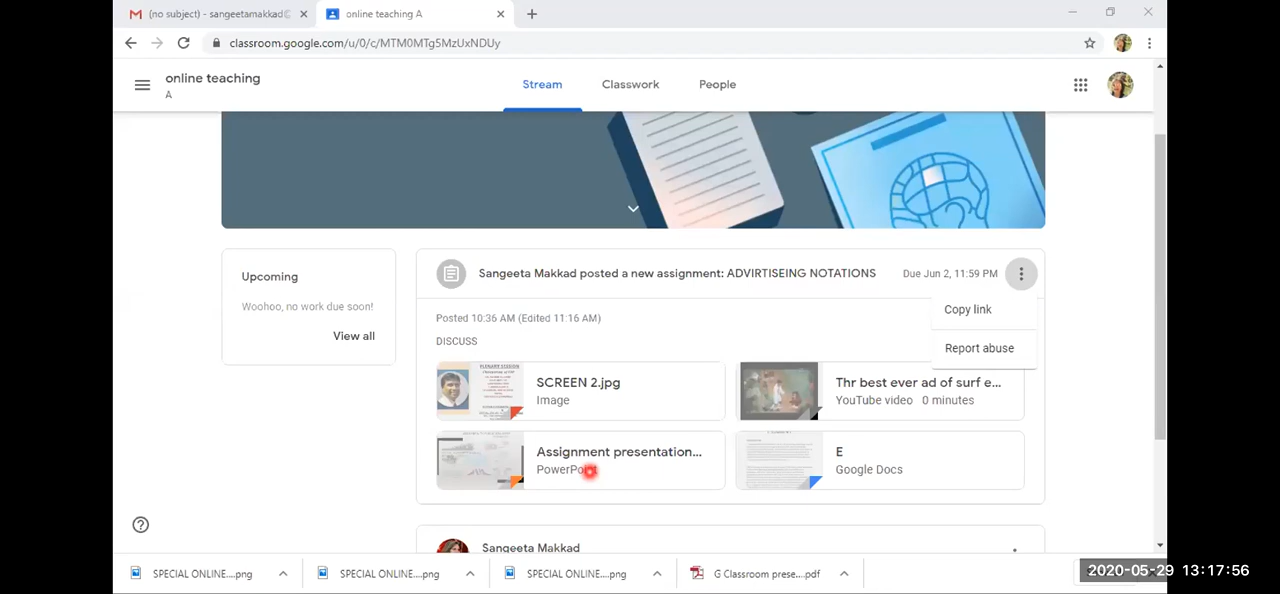 (no subject) - sangeetamakkad@
online teaching A
classroom.google.com/u/0/c/MTM0MTg5MzUxNDUy
online teaching
A
Stream
Classwork
People
Upcoming
Woohoo, no work due soon!
View all
Sangeeta Makkad posted a new assignment: ADVIRTISEING NOTATIONS
Due Jun 2, 11:59 PM
Copy link
Report abuse
Posted 10:36 AM (Edited 11:16 AM)
DISCUSS
PLENARY SESSION
SCREEN 2.jpg
Image
Thr best ever ad of surf e...
YouTube video 0 minutes
Assignment presentation...
E
Google Docs
Sangeeta Makkad
SPECIAL ONLINE....png
SPECIAL ONLINE....png
SPECIAL ONLINE....png
G Classroom prese....pdf
2020-05-29 13:17:56